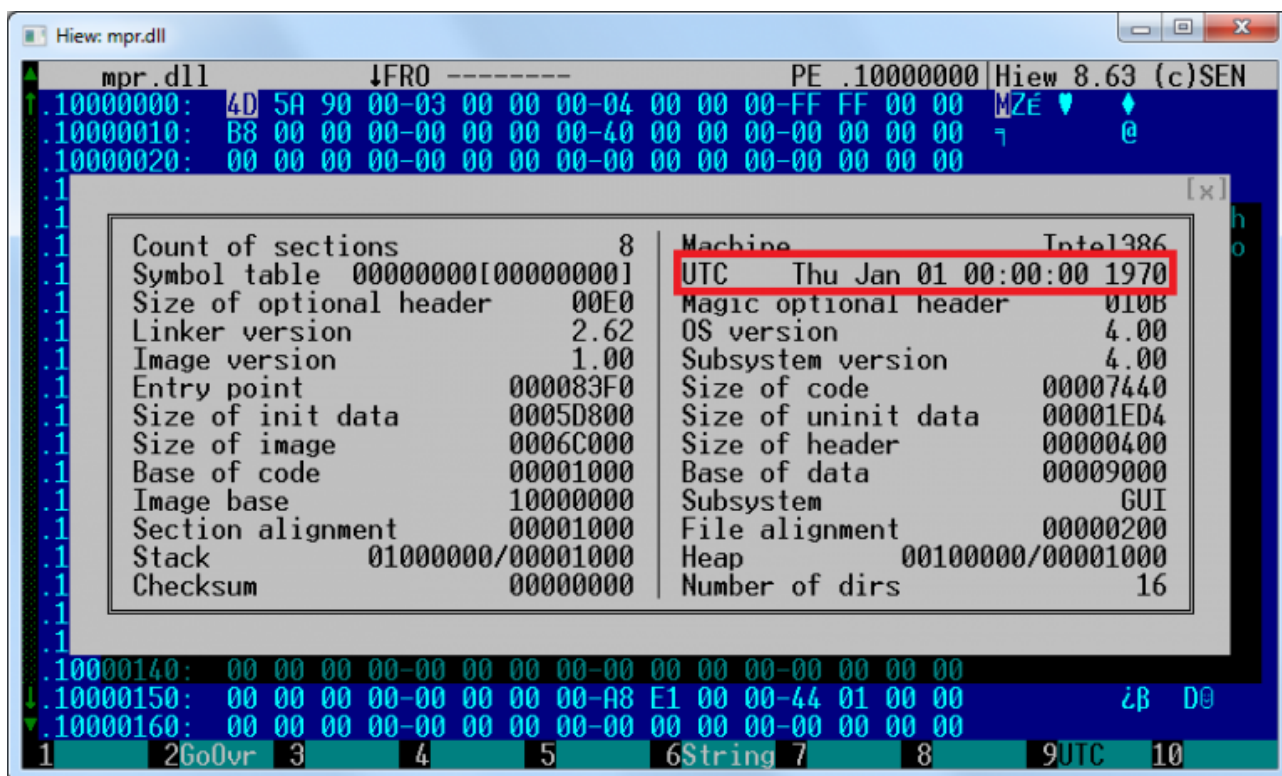 Hiew: mpr.dll
mpr.dll ↓FRO -------- PE .10000000|Hiew 8.63 (c)SEN
.10000000: 4D 5A 90 00-03 00 00 00-04 00 00 00-FF FF 00 00 MZÉ ♥ ♦
.10000010: B8 00 00 00-00 00 00 00-40 00 00 00-00 00 00 00 ╕ @
.10000020: 00 00 00 00-00 00 00 00-00 00 00 00-00 00 00 00
[x]
Count of sections 8 | Machine Intel386
Symbol table 00000000[00000000] | UTC Thu Jan 01 00:00:00 1970
Size of optional header 00E0 | Magic optional header 010B
Linker version 2.62 | OS version 4.00
Image version 1.00 | Subsystem version 4.00
Entry point 000083F0 | Size of code 00007440
Size of init data 0005D800 | Size of uninit data 00001ED4
Size of image 0006C000 | Size of header 00000400
Base of code 00001000 | Base of data 00009000
Image base 10000000 | Subsystem GUI
Section alignment 00001000 | File alignment 00000200
Stack 01000000/00001000 | Heap 00100000/00001000
Checksum 00000000 | Number of dirs 16
.10000140: 00 00 00 00-00 00 00 00-00 00 00 00-00 00 00 00
.10000150: 00 00 00 00-00 00 00 00-A8 E1 00 00-44 01 00 00 ¿β D☺
.10000160: 00 00 00 00-00 00 00 00-00 00 00 00-00 00 00 00
1 2GoOvr 3 4 5 6String 7 8 9UTC 10